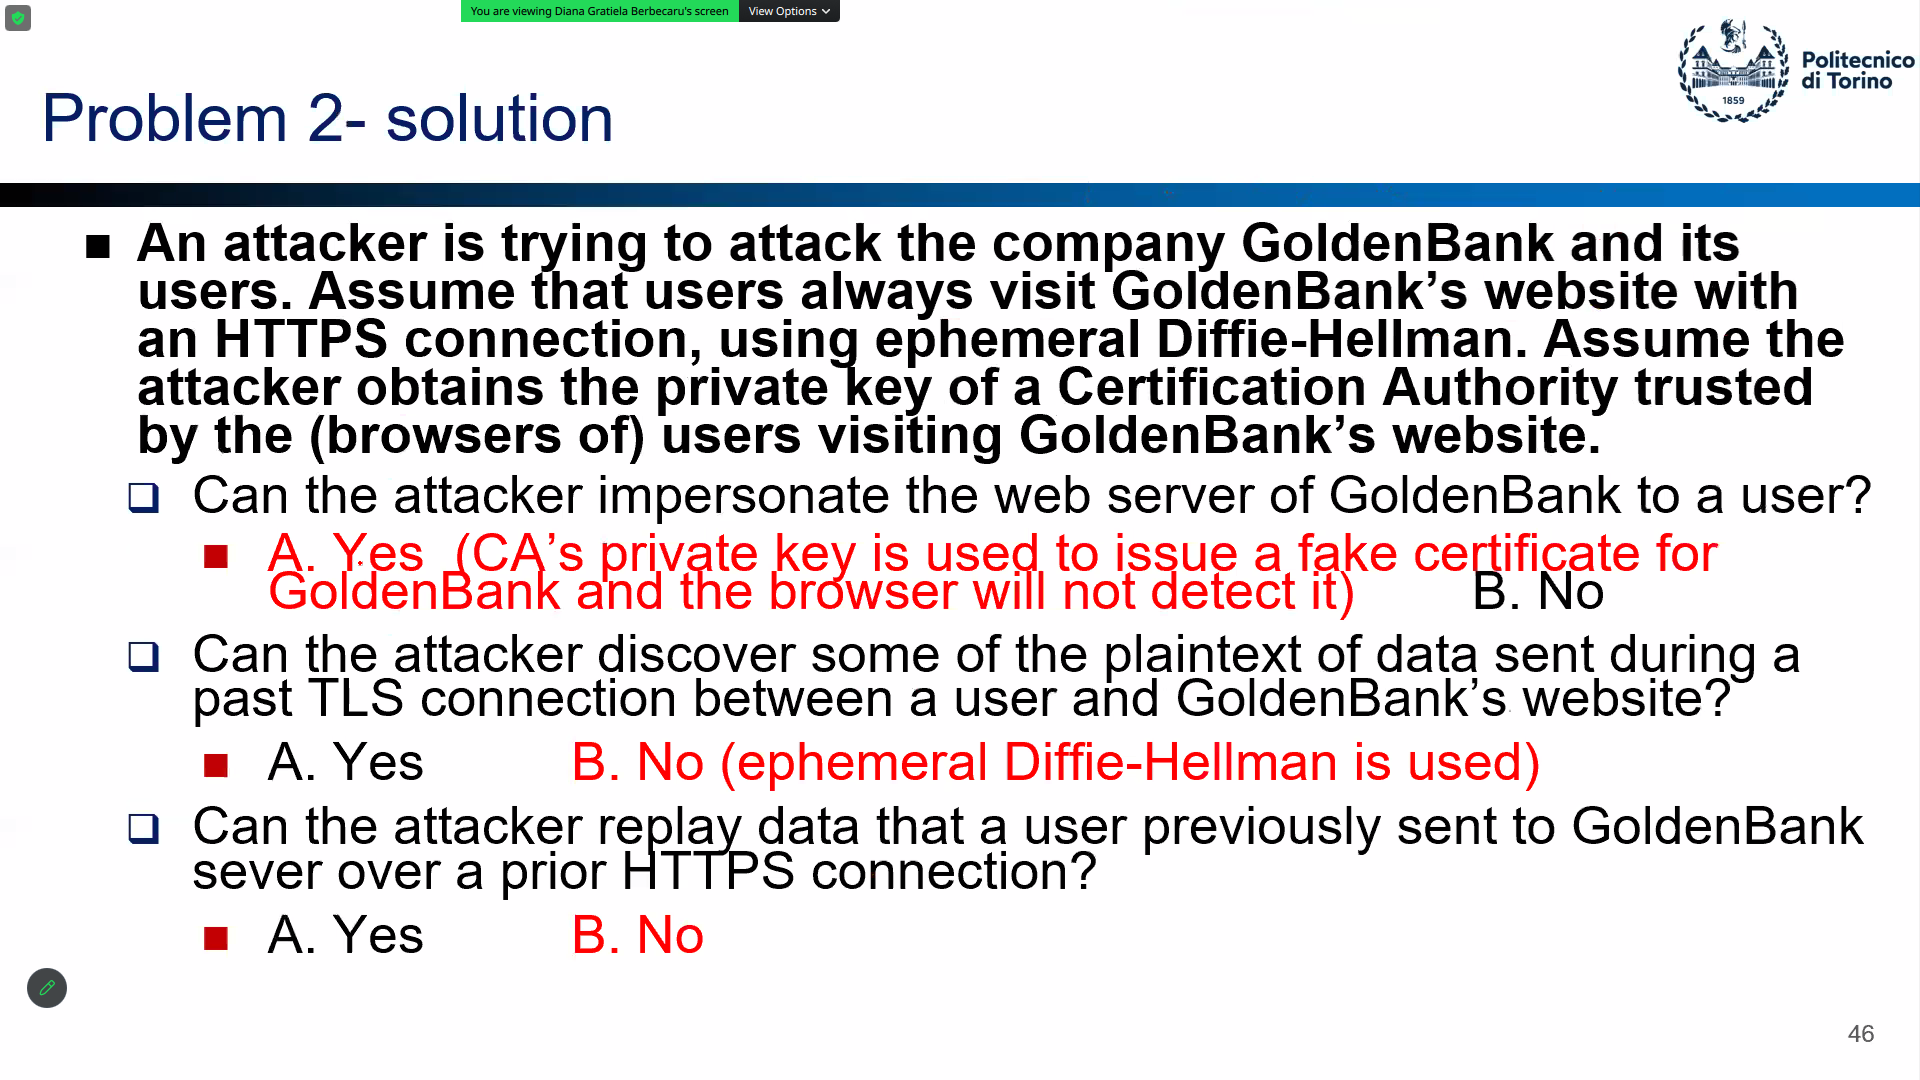 You are viewing Diana Gratiela Berbecaru's screen
View Options
Politecnico
di Torino
1859
Problem 2- solution
An attacker is trying to attack the company GoldenBank and its
users. Assume that users always visit GoldenBank’s website with
an HTTPS connection, using ephemeral Diffie-Hellman. Assume the
attacker obtains the private key of a Certification Authority trusted
by the (browsers of) users visiting GoldenBank’s website.
Can the attacker impersonate the web server of GoldenBank to a user?
A. Yes (CA’s private key is used to issue a fake certificate for
GoldenBank and the browser will not detect it) B. No
Can the attacker discover some of the plaintext of data sent during a
past TLS connection between a user and GoldenBank’s website?
A. Yes B. No (ephemeral Diffie-Hellman is used)
Can the attacker replay data that a user previously sent to GoldenBank
sever over a prior HTTPS connection?
A. Yes B. No
46